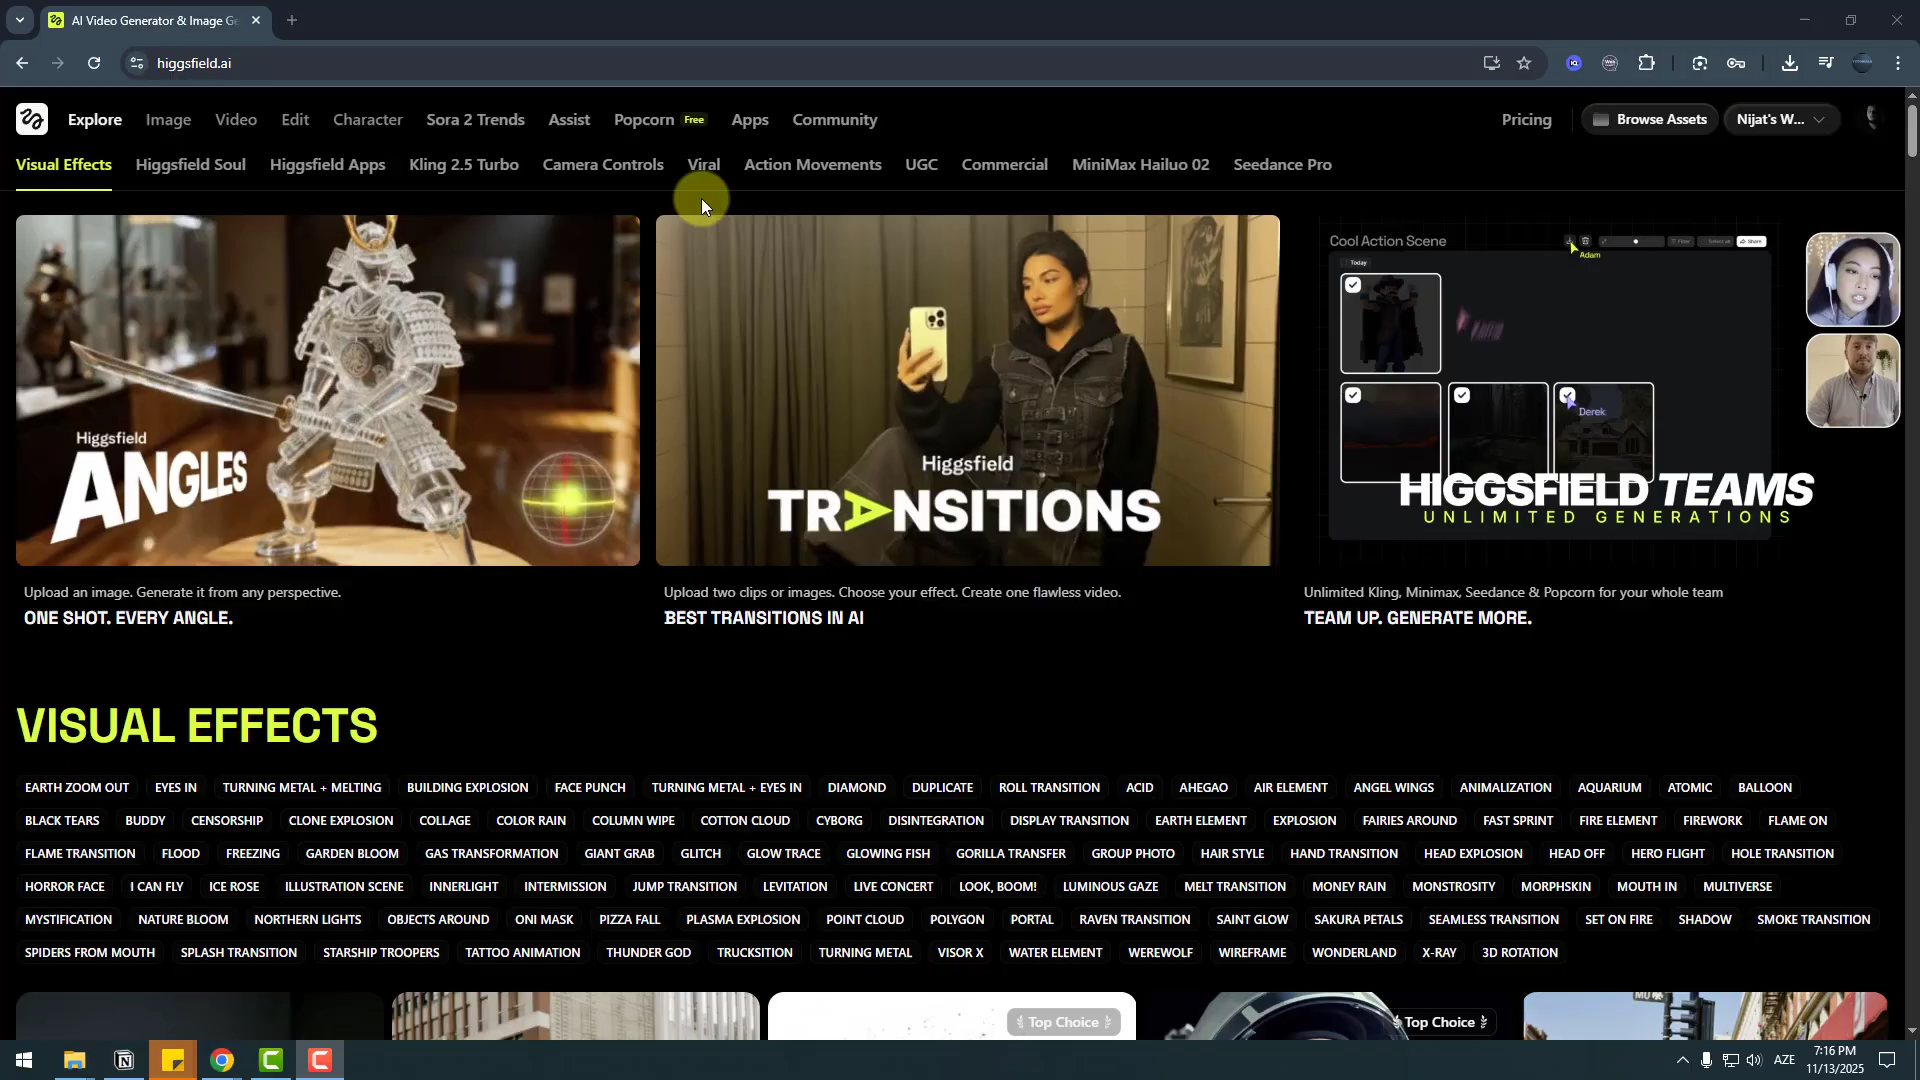 AI Video Generator & Image Ge
higgsfield.ai
Explore Image Video Edit Character Sora 2 Trends Assist Popcorn Free Apps Community Pricing Browse Assets Nijat's W...
Visual Effects Higgsfield Soul Higgsfield Apps Kling 2.5 Turbo Camera Controls Viral Action Movements UGC Commercial MiniMax Hailuo 02 Seedance Pro
Higgsfield
ANGLES
Higgsfield
TRANSITIONS
Cool Action Scene
Share
Adam
Today
Derek
HIGGSFIELD TEAMS
UNLIMITED GENERATIONS
Upload an image. Generate it from any perspective.
ONE SHOT. EVERY ANGLE.
Upload two clips or images. Choose your effect. Create one flawless video.
BEST TRANSITIONS IN AI
Unlimited Kling, Minimax, Seedance & Popcorn for your whole team
TEAM UP. GENERATE MORE.
VISUAL EFFECTS
EARTH ZOOM OUT EYES IN TURNING METAL + MELTING BUILDING EXPLOSION FACE PUNCH TURNING METAL + EYES IN DIAMOND DUPLICATE ROLL TRANSITION ACID AHEGAO AIR ELEMENT ANGEL WINGS ANIMALIZATION AQUARIUM ATOMIC BALLOON
BLACK TEARS BUDDY CENSORSHIP CLONE EXPLOSION COLLAGE COLOR RAIN COLUMN WIPE COTTON CLOUD CYBORG DISINTEGRATION DISPLAY TRANSITION EARTH ELEMENT EXPLOSION FAIRIES AROUND FAST SPRINT FIRE ELEMENT FIREWORK FLAME ON
FLAME TRANSITION FLOOD FREEZING GARDEN BLOOM GAS TRANSFORMATION GIANT GRAB GLITCH GLOW TRACE GLOWING FISH GORILLA TRANSFER GROUP PHOTO HAIR STYLE HAND TRANSITION HEAD EXPLOSION HEAD OFF HERO FLIGHT HOLE TRANSITION
HORROR FACE I CAN FLY ICE ROSE ILLUSTRATION SCENE INNERLIGHT INTERMISSION JUMP TRANSITION LEVITATION LIVE CONCERT LOOK, BOOM! LUMINOUS GAZE MELT TRANSITION MONEY RAIN MONSTROSITY MORPHSKIN MOUTH IN MULTIVERSE
MYSTIFICATION NATURE BLOOM NORTHERN LIGHTS OBJECTS AROUND ONI MASK PIZZA FALL PLASMA EXPLOSION POINT CLOUD POLYGON PORTAL RAVEN TRANSITION SAINT GLOW SAKURA PETALS SEAMLESS TRANSITION SET ON FIRE SHADOW SMOKE TRANSITION
SPIDERS FROM MOUTH SPLASH TRANSITION STARSHIP TROOPERS TATTOO ANIMATION THUNDER GOD TRUCKSITION TURNING METAL VISOR X WATER ELEMENT WEREWOLF WIREFRAME WONDERLAND X-RAY 3D ROTATION
Top Choice
Top Choice
AZE
7:16 PM
11/13/2025